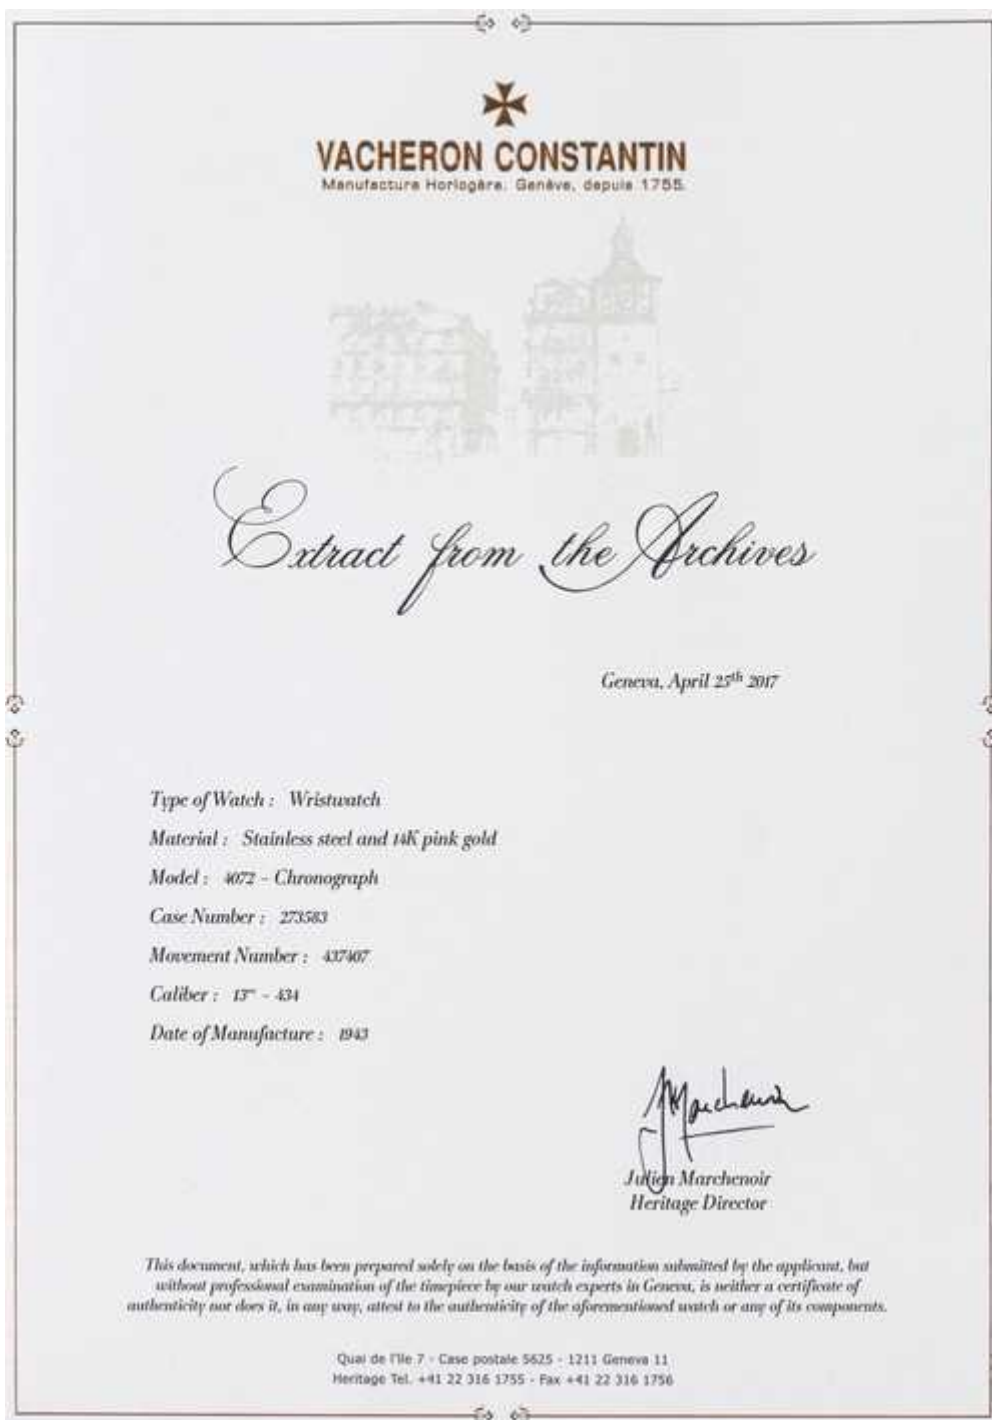 VACHERON CONSTANTIN
Manufacture Horlogère. Genève, depuis 1755.
Extract from the Archives
Geneva, April 25th 2017
Type of Watch : Wristwatch
Material : Stainless steel and 14K pink gold
Model : 4072 - Chronograph
Case Number : 273583
Movement Number : 437407
Caliber : 13''' - 434
Date of Manufacture : 1943
JMarchenoir
Julien Marchenoir
Heritage Director
This document, which has been prepared solely on the basis of the information submitted by the applicant, but
without professional examination of the timepiece by our watch experts in Geneva, is neither a certificate of
authenticity nor does it, in any way, attest to the authenticity of the aforementioned watch or any of its components.
Quai de l'Ile 7 - Case postale 5625 - 1211 Geneva 11
Heritage Tel. +41 22 316 1755 - Fax +41 22 316 1756